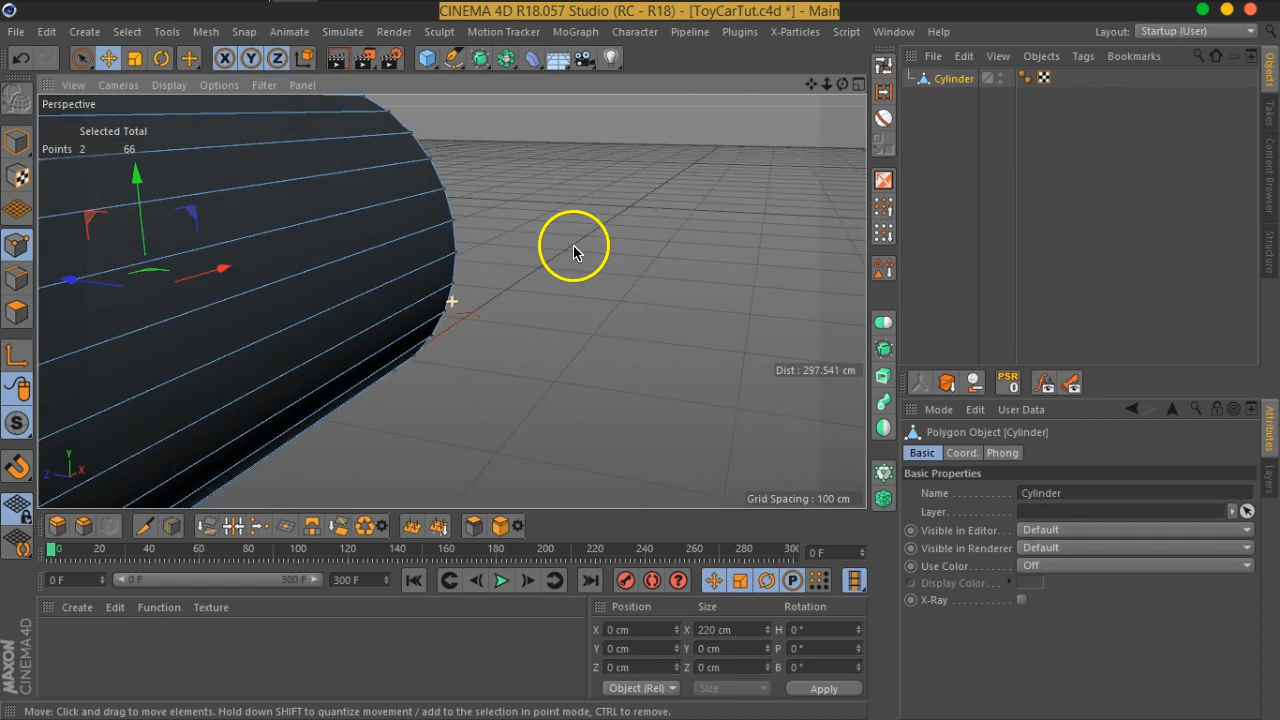 CINEMA 4D R18.057 Studio (RC - R18) - [ToyCarTut.c4d *] - Main
File Edit Create Select Tools Mesh Snap Animate Simulate Render Sculpt Motion Tracker MoGraph Character Pipeline Plugins X-Particles Script Window Layout: Startup (User)
X Y Z
View Cameras Display Options Filter Panel
File Edit View Objects Tags Bookmarks
Cylinder
Perspective
Selected Total
Points 2 66
Dist : 297.541 cm
Grid Spacing : 100 cm
Y
Z X
S
PSR
0
Objects
Takes
Content Browser
Structure
Mode Edit User Data
Polygon Object [Cylinder]
Basic Coord. Phong
Basic Properties
Name Cylinder
Layer
Visible in Editor Default
Visible in Renderer Default
Use Color Off
Display Color
X-Ray
Attributes
Layers
0 20 40 60 80 100 120 140 160 180 200 220 240 260 280 300 0 F
0 F 0 F 300 F 300 F P
Create Edit Function Texture
Position Size Rotation
X 0 cm X 220 cm H 0 °
Y 0 cm Y 0 cm P 0 °
Z 0 cm Z 0 cm B 0 °
Object (Rel) Size Apply
MAXON
CINEMA 4D
Move: Click and drag to move elements. Hold down SHIFT to quantize movement / add to the selection in point mode, CTRL to remove.